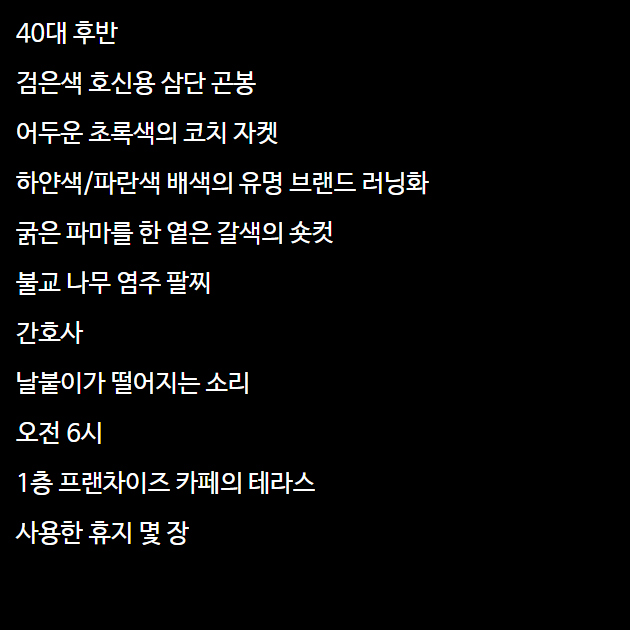 40대 후반
검은색 호신용 삼단 곤봉
어두운 초록색의 코치 자켓
하얀색/파란색 배색의 유명 브랜드 러닝화
굵은 파마를 한 옅은 갈색의 숏컷
불교 나무 염주 팔찌
간호사
날붙이가 떨어지는 소리
오전 6시
1층 프랜차이즈 카페의 테라스
사용한 휴지 몇 장